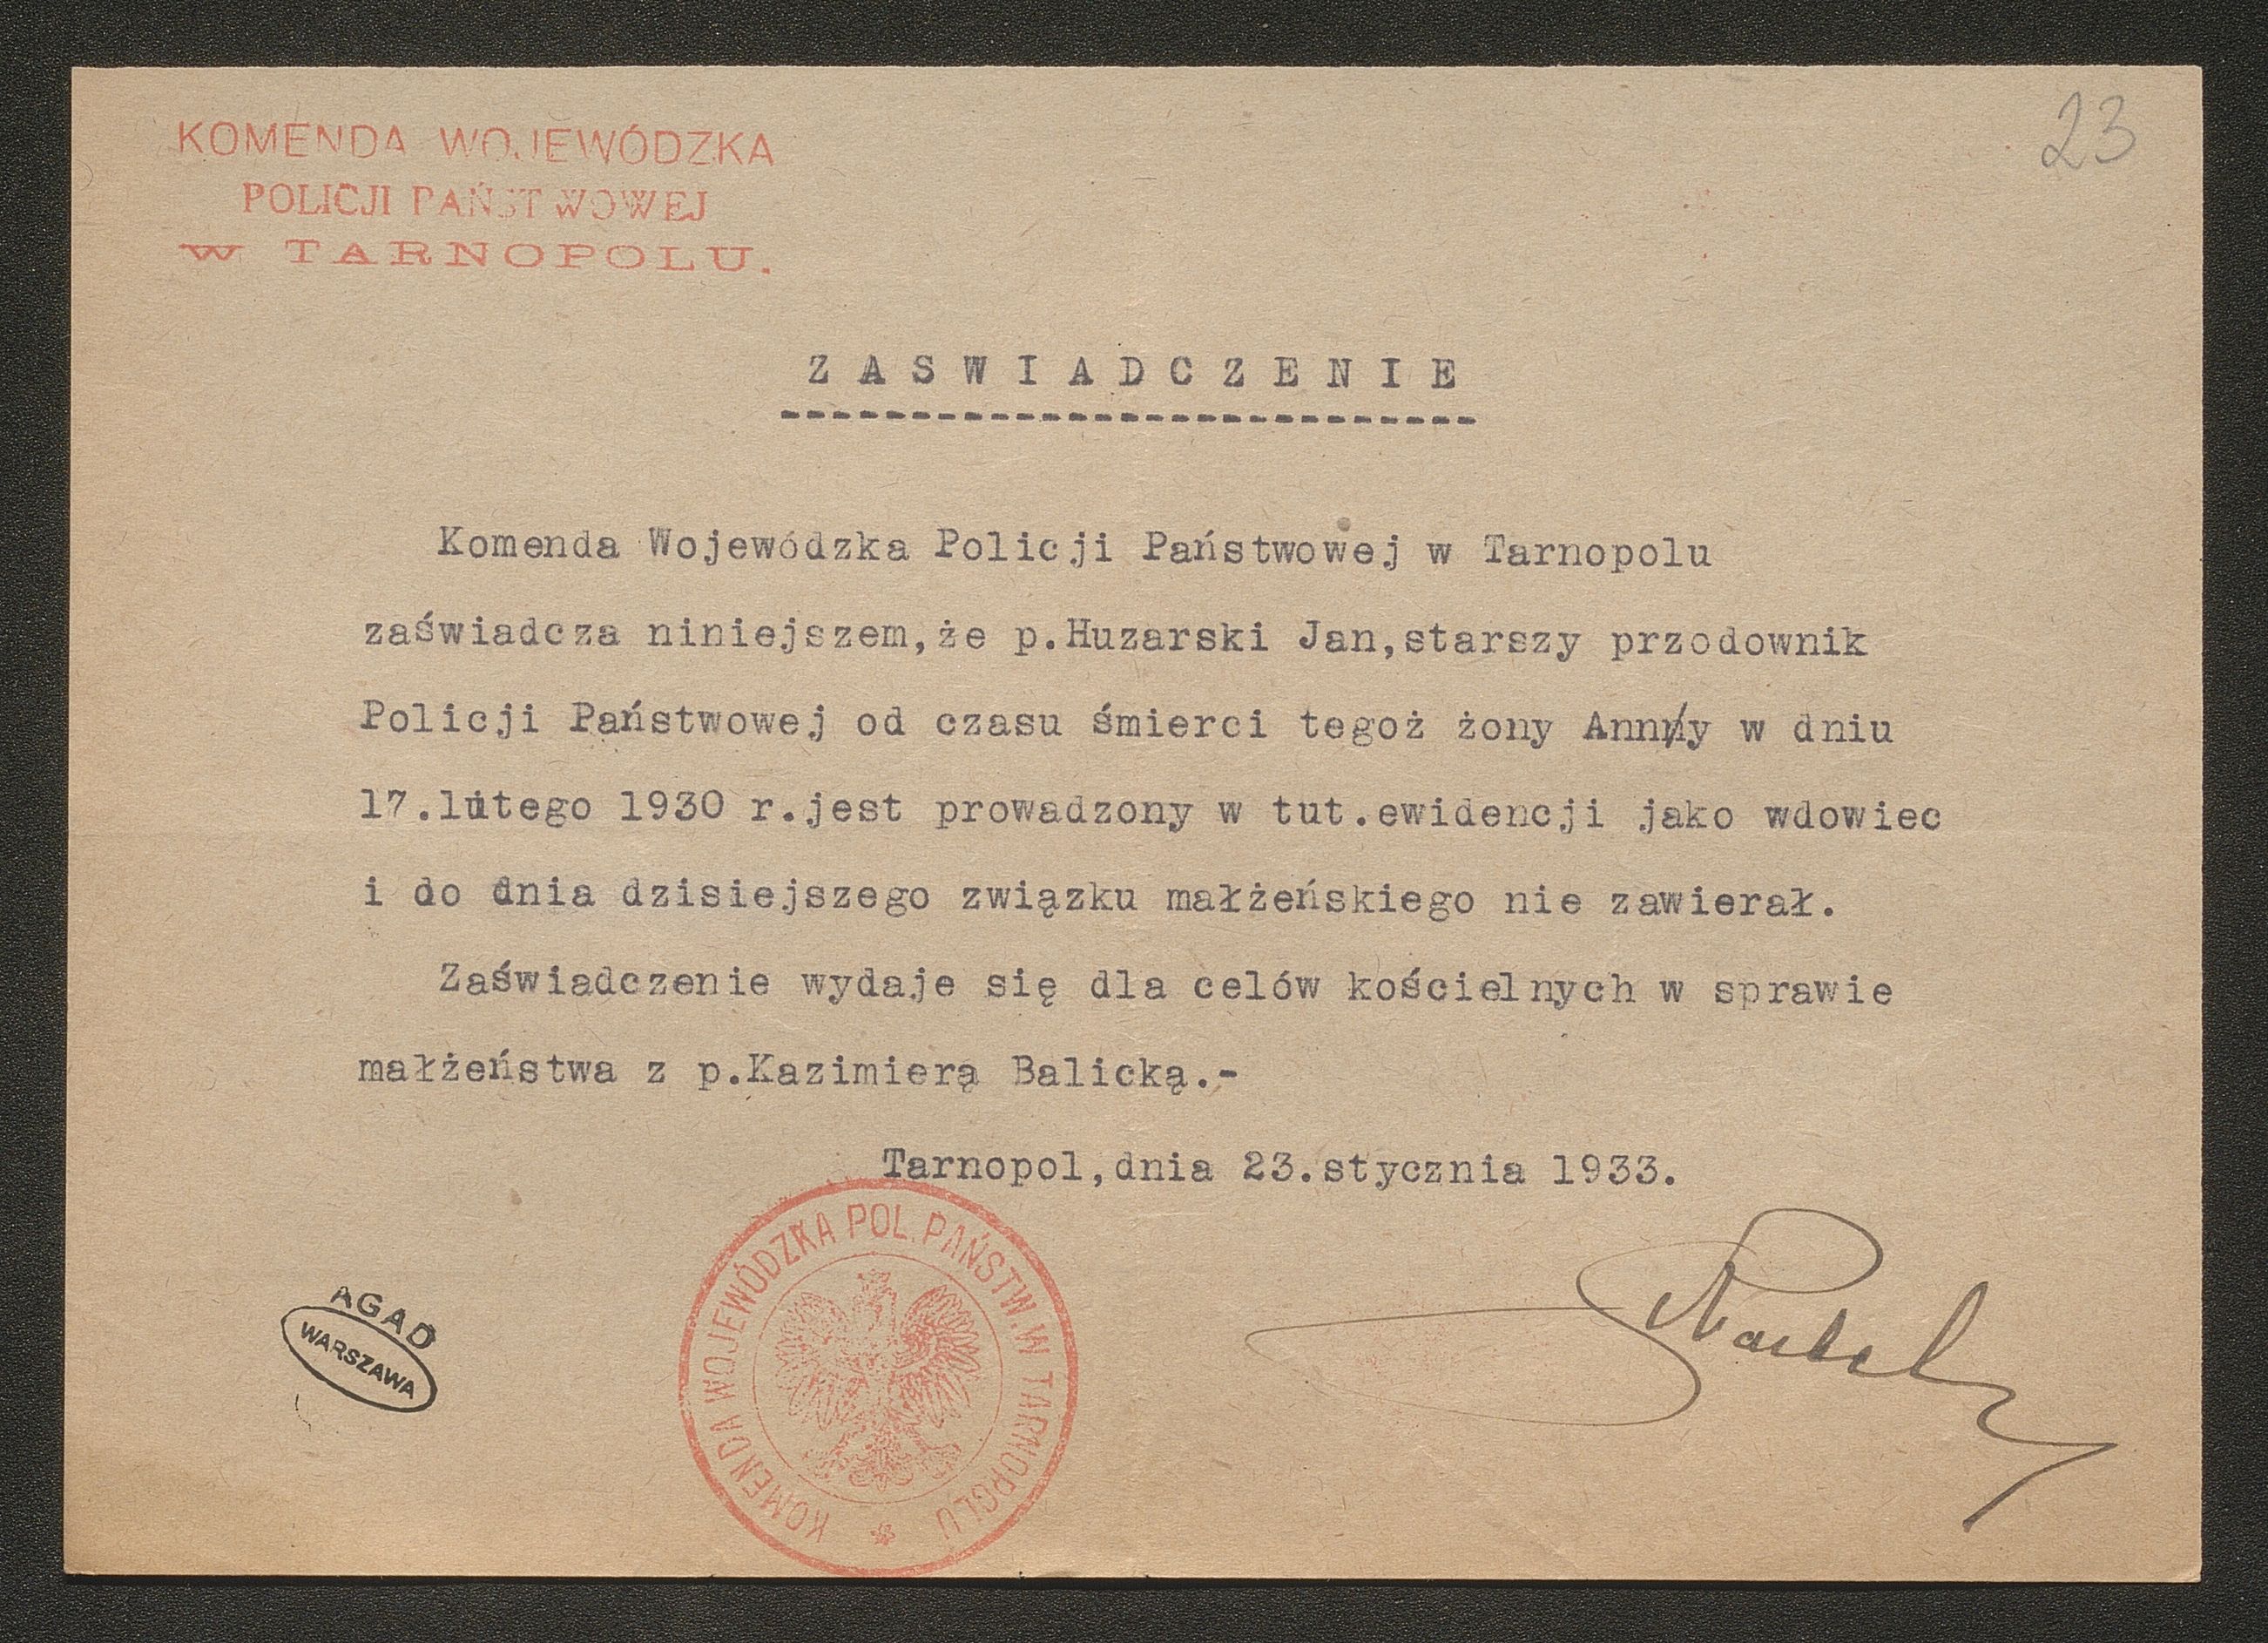 23
KOMENDA WOJEWÓDZKA
POLICJI PAŃSTWOWEJ
W TARNOPOLU.
ZASWIADCZENIE
Komenda Wojewódzka Policji Państwowej w Tarnopolu
zaświadcza niniejszem,że p.Huzarski Jan,starszy przodownik
Policji Państwowej od czasu śmierci tegoż żony Anny w dniu
17.lutego 1930 r.jest prowadzony w tut.ewidencji jako wdowiec
i do dnia dzisiejszego związku małżeńskiego nie zawierał.
Zaświadczenie wydaje się dla celów kościelnych w sprawie
małżeństwa z p.Kazimierą Balicką.-
Tarnopol,dnia 23.stycznia 1933.
KOMENDA WOJEWÓDZKA POL. PAŃSTW. W TARNOPOLU
AGAD
WARSZAWA